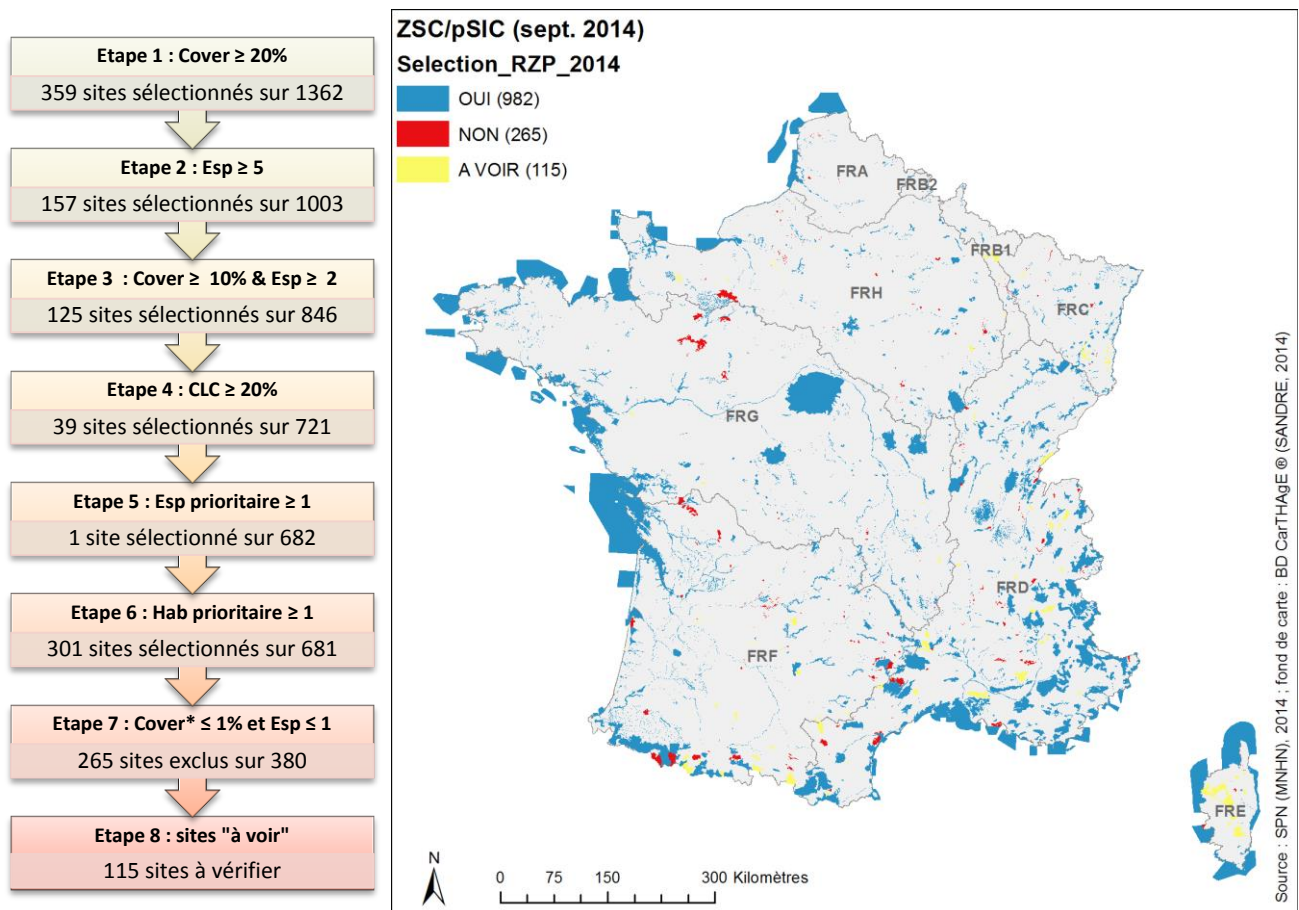 Etape 1 : Cover ≥ 20%
359 sites sélectionnés sur 1362
Etape 2 : Esp ≥ 5
157 sites sélectionnés sur 1003
Etape 3 : Cover ≥ 10% & Esp ≥ 2
125 sites sélectionnés sur 846
Etape 4 : CLC ≥ 20%
39 sites sélectionnés sur 721
Etape 5 : Esp prioritaire ≥ 1
1 site sélectionné sur 682
Etape 6 : Hab prioritaire ≥ 1
301 sites sélectionnés sur 681
Etape 7 : Cover* ≤ 1% et Esp ≤ 1
265 sites exclus sur 380
Etape 8 : sites "à voir"
115 sites à vérifier
ZSC/pSIC (sept. 2014)
Selection_RZP_2014
OUI (982)
NON (265)
A VOIR (115)
FRA
FRB2
FRB1
FRH
FRC
FRG
FRD
FRF
FRE
N
0 75 150 300 Kilomètres
Source : SPN (MNHN), 2014 ; fond de carte : BD CarTHAgE ® (SANDRE, 2014)